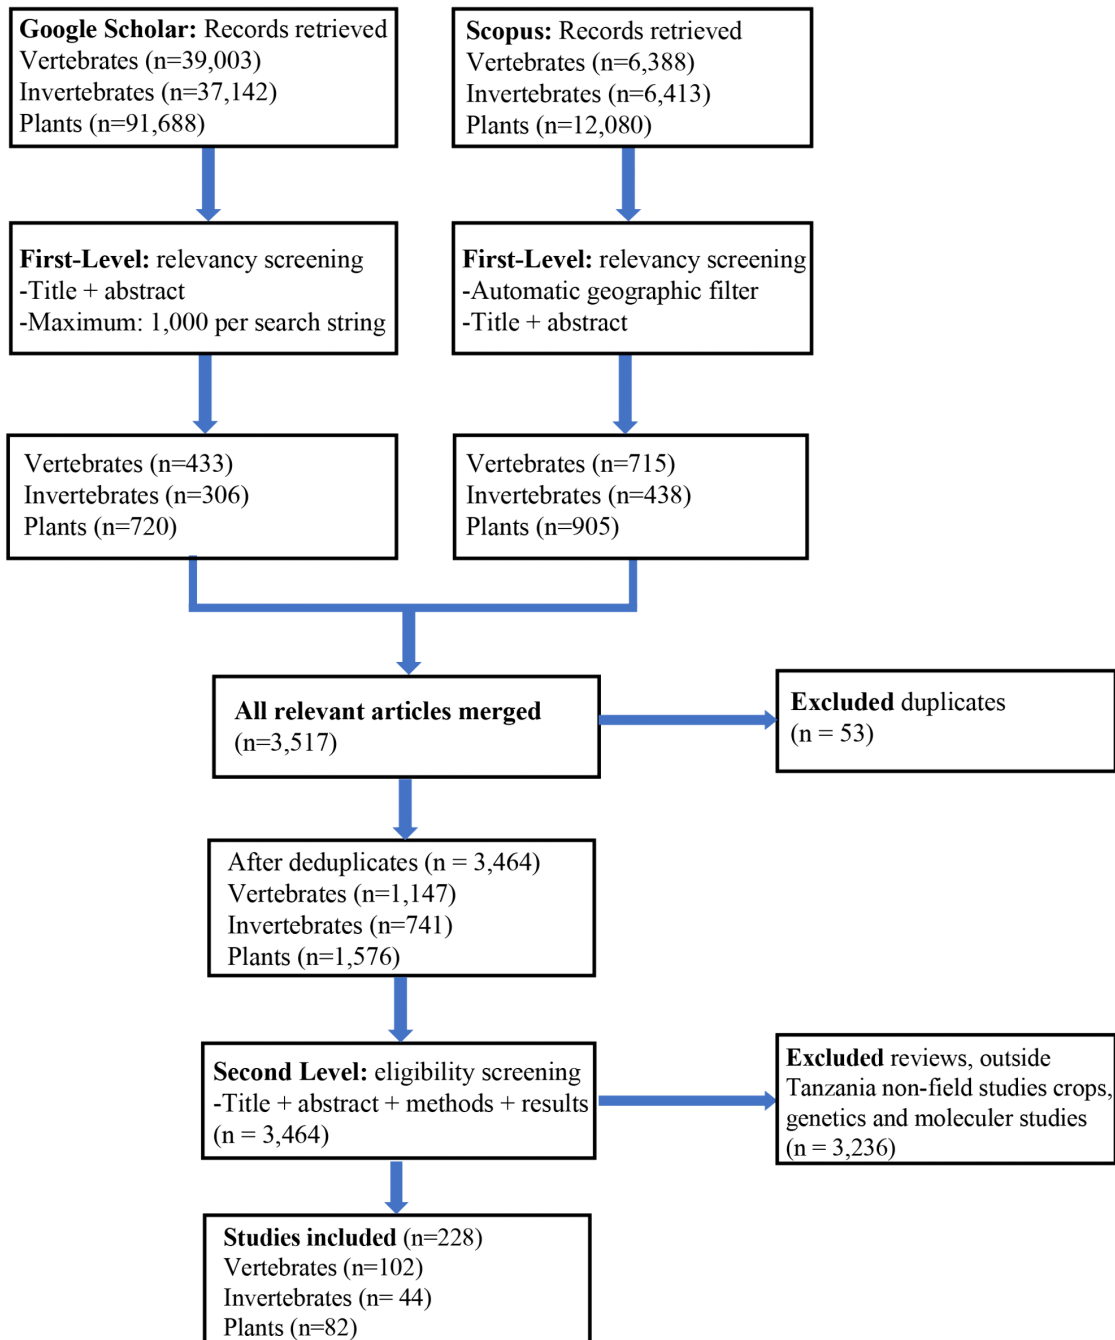 Google Scholar: Records retrieved
Vertebrates (n=39,003)
Invertebrates (n=37,142)
Plants (n=91,688)
Scopus: Records retrieved
Vertebrates (n=6,388)
Invertebrates (n=6,413)
Plants (n=12,080)
First-Level: relevancy screening
-Title + abstract
-Maximum: 1,000 per search string
First-Level: relevancy screening
-Automatic geographic filter
-Title + abstract
Vertebrates (n=433)
Invertebrates (n=306)
Plants (n=720)
Vertebrates (n=715)
Invertebrates (n=438)
Plants (n=905)
All relevant articles merged
(n=3,517)
Excluded duplicates
(n = 53)
After deduplicates (n = 3,464)
Vertebrates (n=1,147)
Invertebrates (n=741)
Plants (n=1,576)
Second Level: eligibility screening
-Title + abstract + methods + results
(n = 3,464)
Excluded reviews, outside
Tanzania non-field studies crops,
genetics and moleculer studies
(n = 3,236)
Studies included (n=228)
Vertebrates (n=102)
Invertebrates (n= 44)
Plants (n=82)